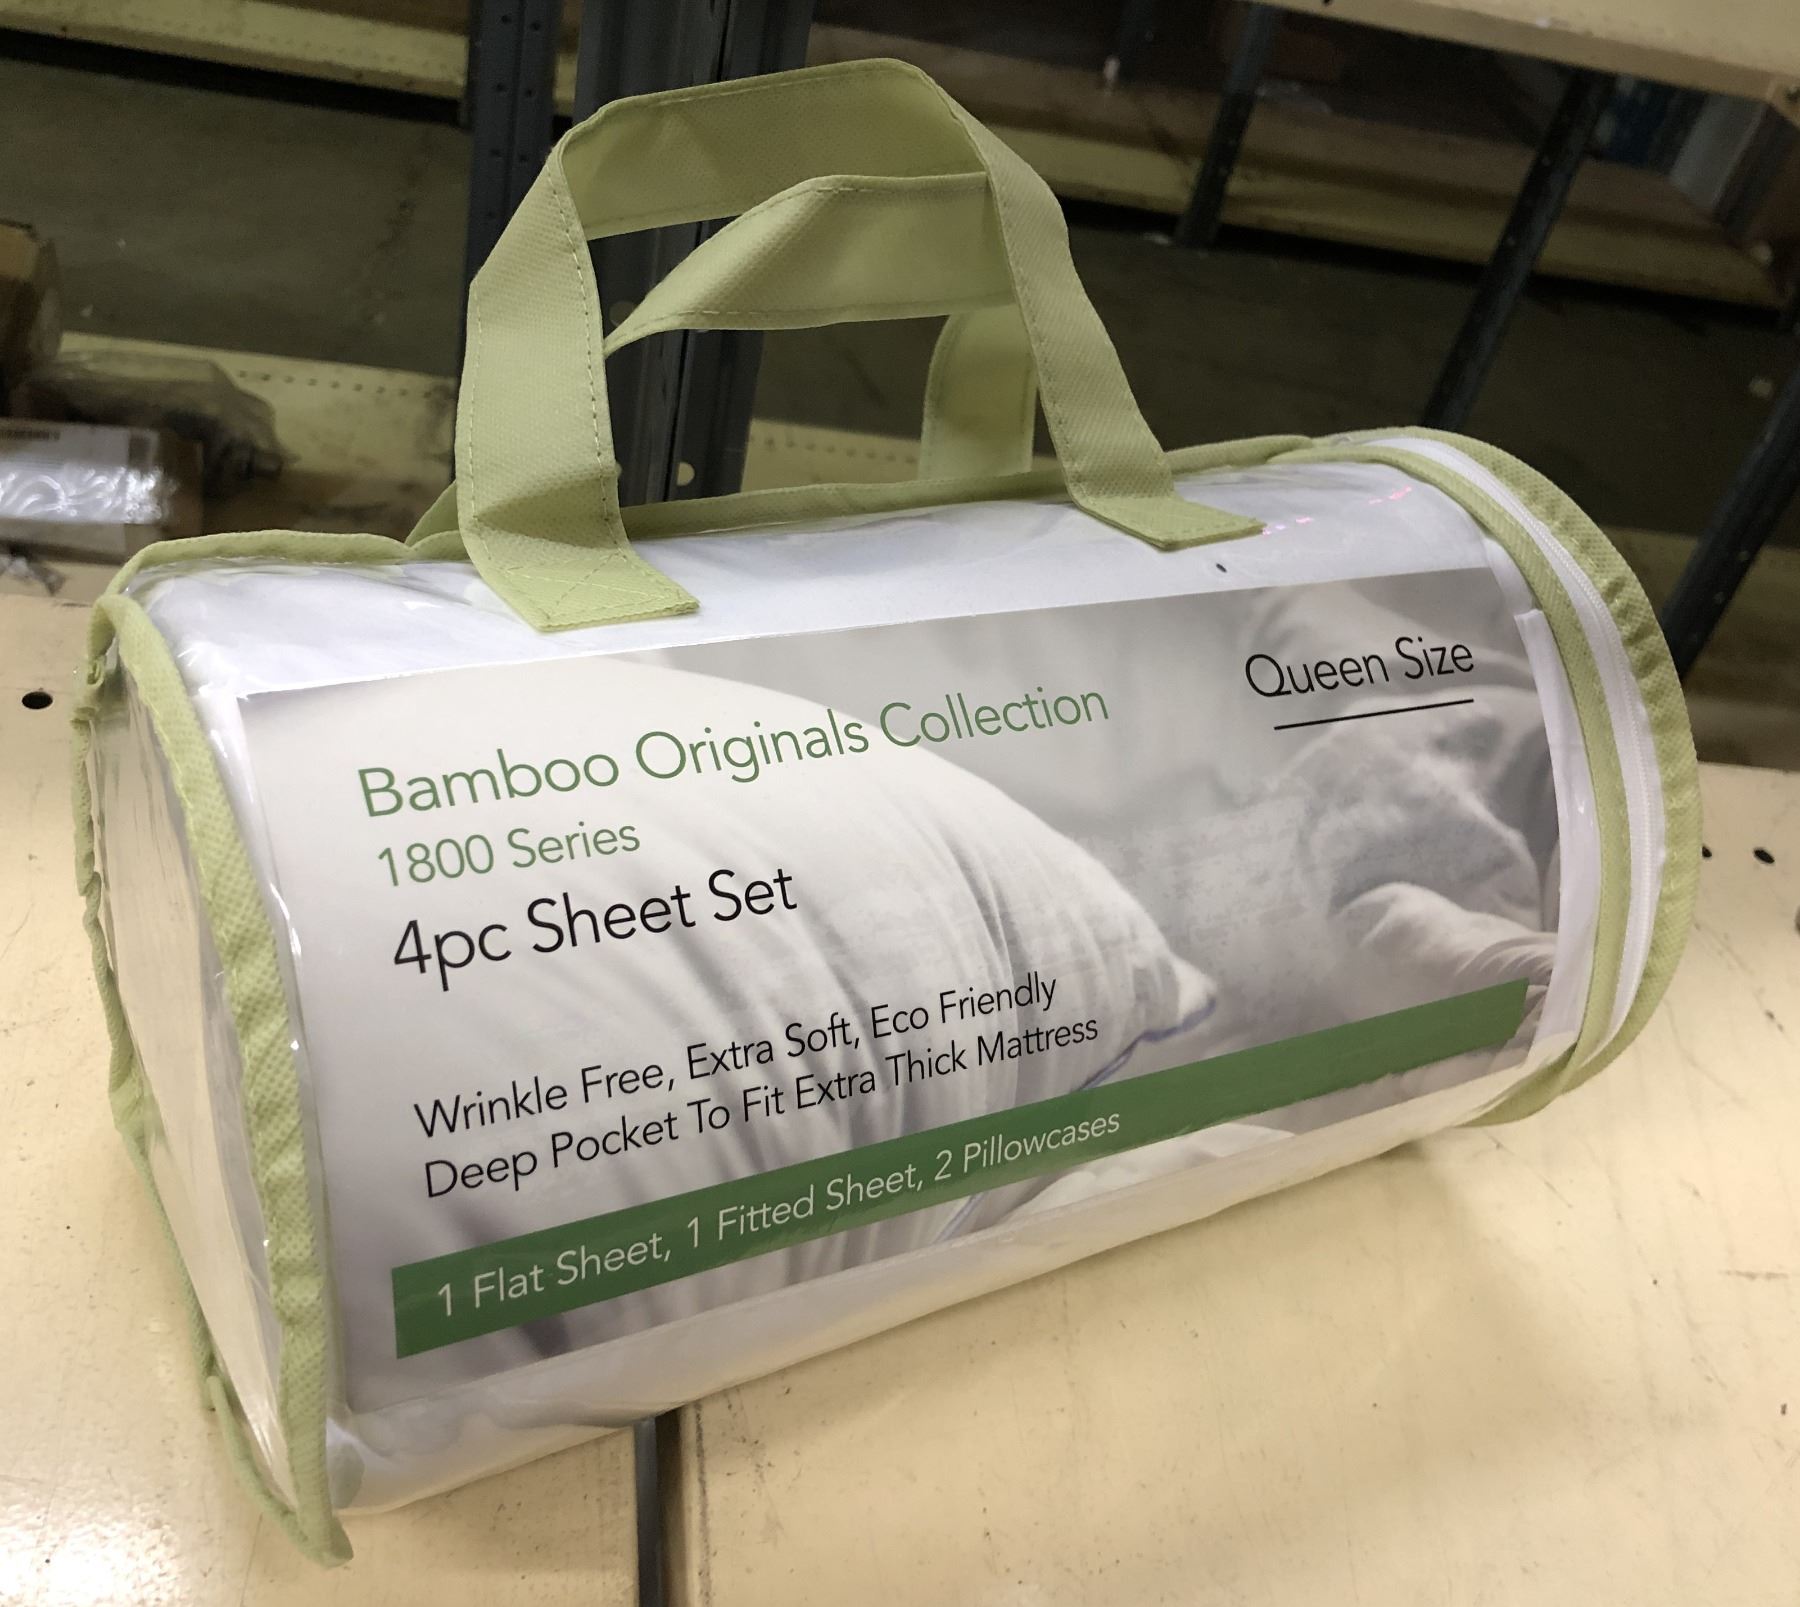 Queen Size
Bamboo Originals Collection
1800 Series
4pc Sheet Set
Wrinkle Free, Extra Soft, Eco Friendly
Deep Pocket To Fit Extra Thick Mattress
1 Flat Sheet, 1 Fitted Sheet, 2 Pillowcases